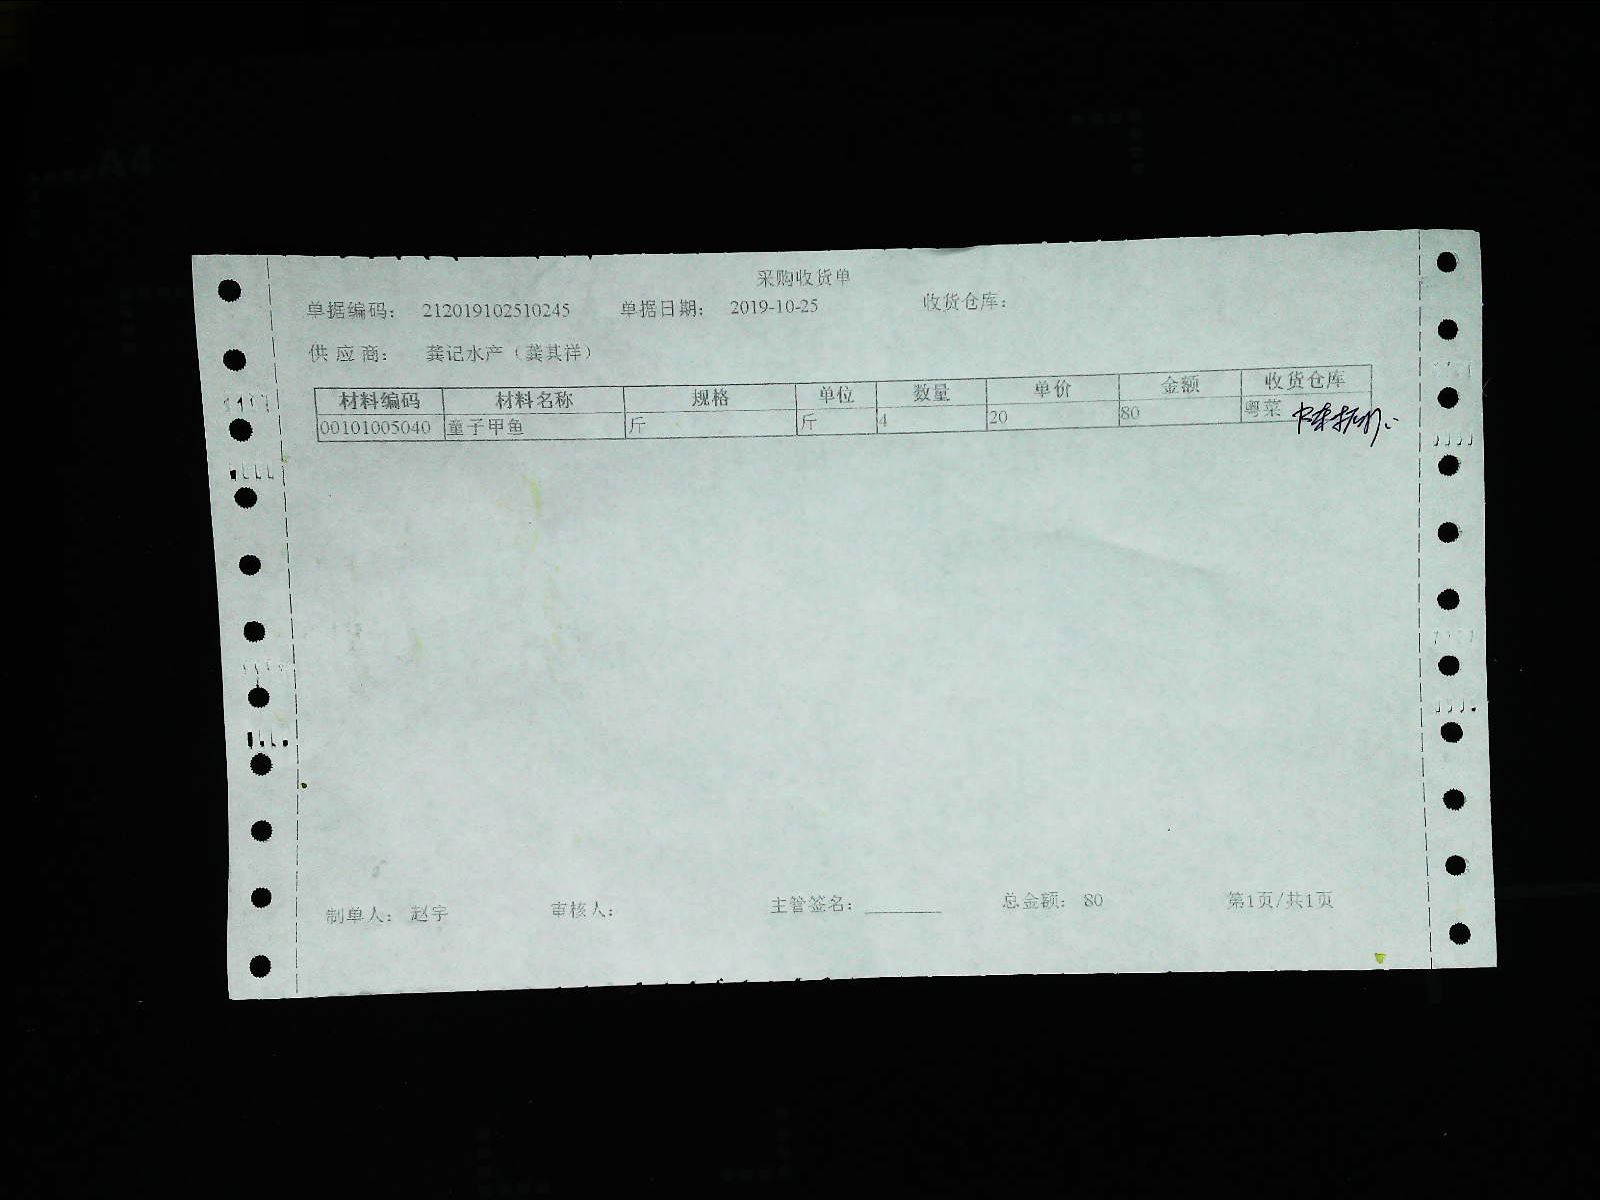 采购收货单
单据编码： 212019102510245 单据日期： 2019-10-25 收货仓库：
供应商： 龚记水产（龚其祥）
材料编码 材料名称 规格 单位 数量 单价 金额 收货仓库
00101005040 童子甲鱼 斤 斤 4 20 80 粤菜
制单人： 赵宇 审核人： 主管签名： 总金额： 80 第1页/共1页